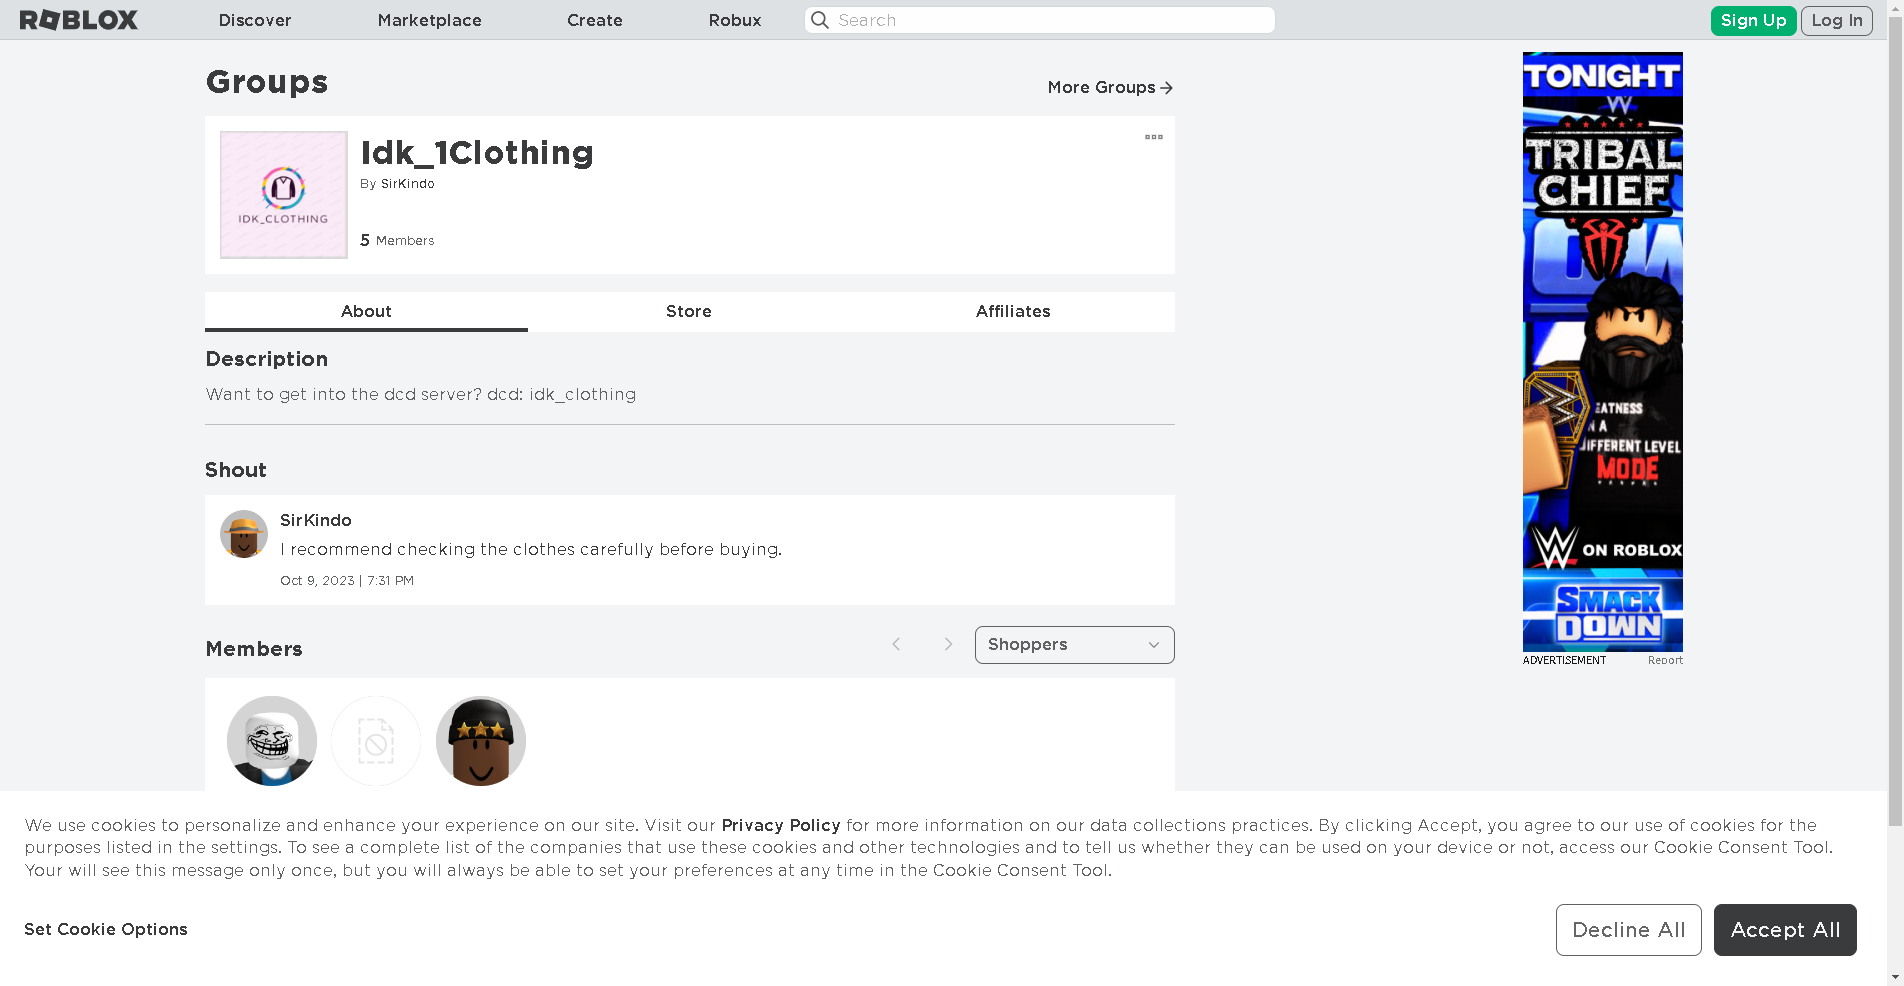 ROBLOX
Discover
Marketplace
Create
Robux
Search
Sign Up
Log In
Groups
More Groups
Idk_1Clothing
By SirKindo
IDK_CLOTHING
5 Members
About
Store
Affiliates
Description
Want to get into the dcd server? dcd: idk_clothing
Shout
SirKindo
I recommend checking the clothes carefully before buying.
Oct 9, 2023 | 7:31 PM
Members
Shoppers
TONIGHT
TRIBAL
CHIEF
MODE
ON ROBLOX
SMACK
DOWN
ADVERTISEMENT
Report
We use cookies to personalize and enhance your experience on our site. Visit our Privacy Policy for more information on our data collections practices. By clicking Accept, you agree to our use of cookies for the
purposes listed in the settings. To see a complete list of the companies that use these cookies and other technologies and to tell us whether they can be used on your device or not, access our Cookie Consent Tool.
Your will see this message only once, but you will always be able to set your preferences at any time in the Cookie Consent Tool.
Set Cookie Options
Decline All
Accept All